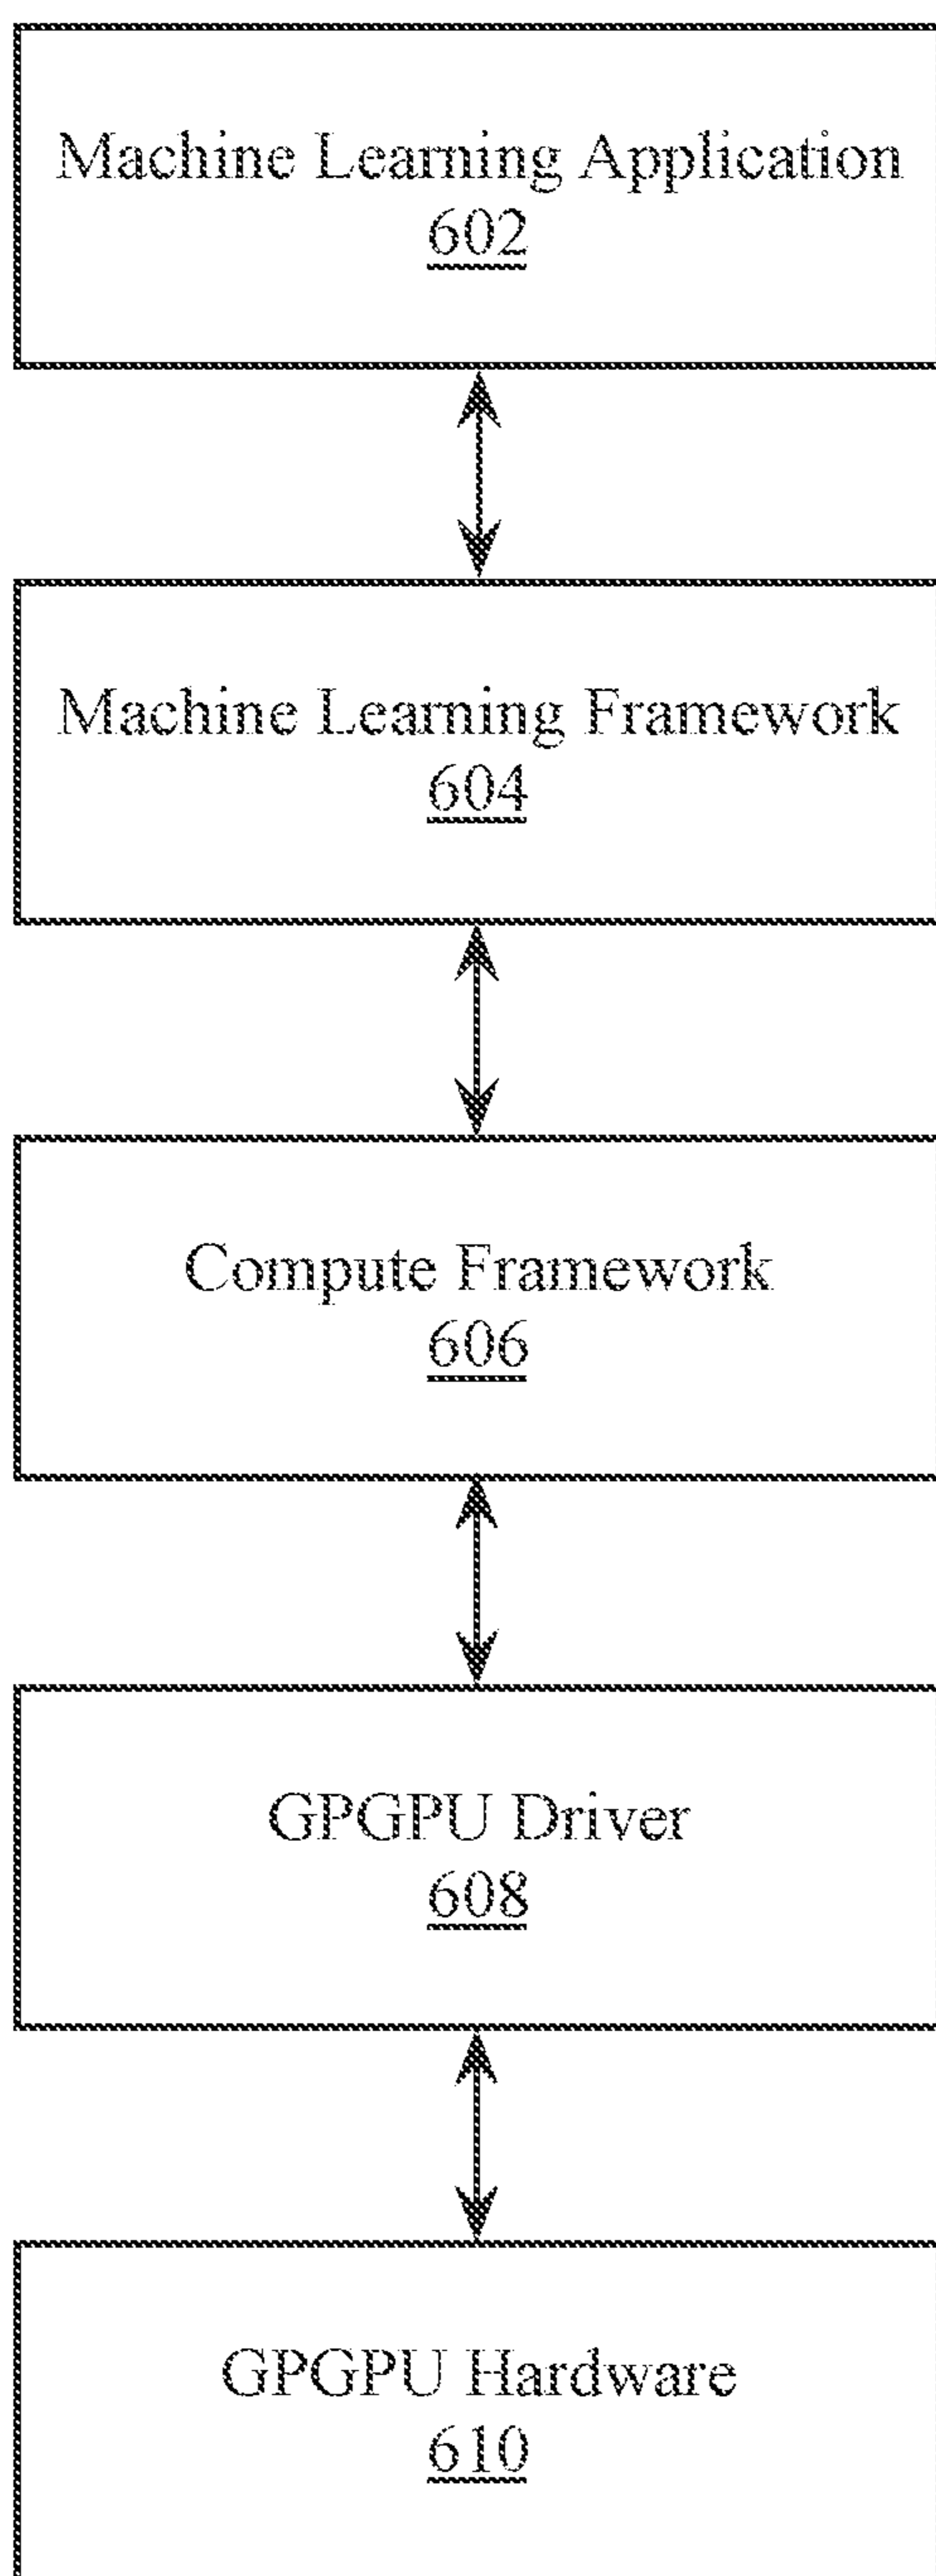 Machine Learning Application
602
Machine Learning Framework
604
Compute Framework
606
GPGPU Driver
608
GPGPU Hardware
610